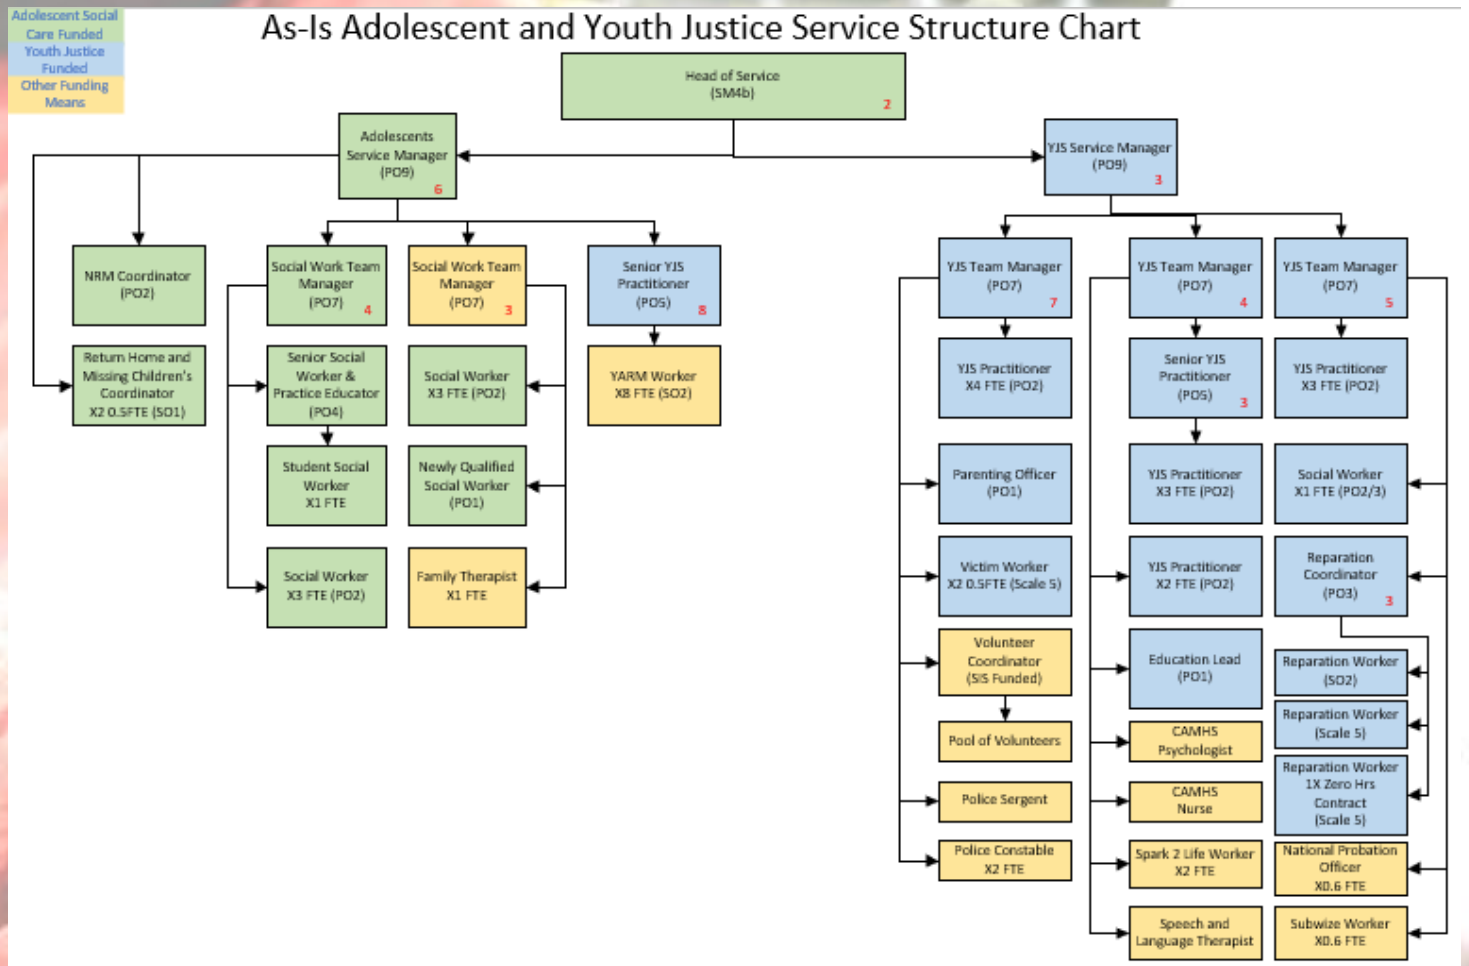 Adolescent Social
Care Funded
Youth Justice
Funded
Other Funding
Means
As-Is Adolescent and Youth Justice Service Structure Chart
Head of Service
(SM4b)
2
Adolescents
Service Manager
(PO9)
6
YJS Service Manager
(PO9)
3
NRM Coordinator
(PO2)
Social Work Team
Manager
(PO7)
4
Social Work Team
Manager
(PO7)
3
Senior YJS
Practitioner
(PO5)
8
YJS Team Manager
(PO7)
7
YJS Team Manager
(PO7)
4
YJS Team Manager
(PO7)
5
Return Home and
Missing Children's
Coordinator
X2 0.5FTE (SO1)
Senior Social
Worker &
Practice Educator
(PO4)
Social Worker
X3 FTE (PO2)
YARM Worker
X8 FTE (SO2)
YJS Practitioner
X4 FTE (PO2)
Senior YJS
Practitioner
(PO5)
3
YJS Practitioner
X3 FTE (PO2)
Student Social
Worker
X1 FTE
Newly Qualified
Social Worker
(PO1)
Parenting Officer
(PO1)
YJS Practitioner
X3 FTE (PO2)
Social Worker
X1 FTE (PO2/3)
Social Worker
X3 FTE (PO2)
Family Therapist
X1 FTE
Victim Worker
X2 0.5FTE (Scale 5)
YJS Practitioner
X2 FTE (PO2)
Reparation
Coordinator
(PO3)
3
Volunteer
Coordinator
(SIS Funded)
Education Lead
(PO1)
Reparation Worker
(SO2)
Pool of Volunteers
CAMHS
Psychologist
Reparation Worker
(Scale 5)
Police Sergent
CAMHS
Nurse
Reparation Worker
1X Zero Hrs
Contract
(Scale 5)
Police Constable
X2 FTE
Spark 2 Life Worker
X2 FTE
National Probation
Officer
X0.6 FTE
Speech and
Language Therapist
Subwize Worker
X0.6 FTE